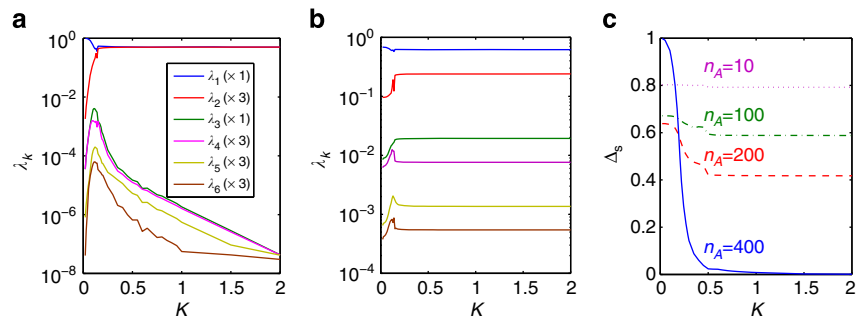 a
b
c
10^0
10^-2
10^-4
10^-6
10^-8
λ_k
0
0.5
1
1.5
2
K
λ_1 (× 1)
λ_2 (× 3)
λ_3 (× 1)
λ_4 (× 3)
λ_5 (× 3)
λ_6 (× 3)
10^0
10^-1
10^-2
10^-3
10^-4
λ_k
0
0.5
1
1.5
2
K
1
0.8
0.6
0.4
0.2
0
Δ_s
0
0.5
1
1.5
2
K
n_A=10
n_A=100
n_A=200
n_A=400